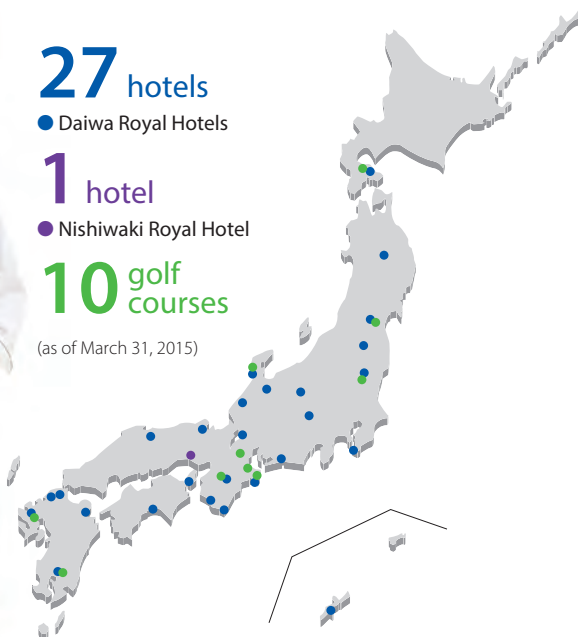 27 hotels
Daiwa Royal Hotels
1 hotel
Nishiwaki Royal Hotel
10 golf
courses
(as of March 31, 2015)